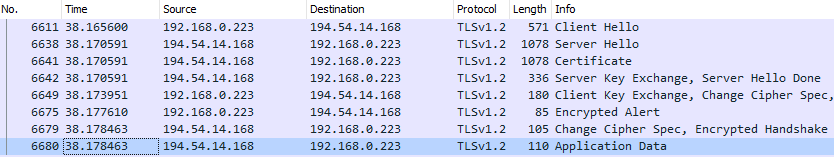 No. Time Source Destination Protocol Length Info
6611 38.165600 192.168.0.223 194.54.14.168 TLSv1.2 571 Client Hello
6638 38.170591 194.54.14.168 192.168.0.223 TLSv1.2 1078 Server Hello
6641 38.170591 194.54.14.168 192.168.0.223 TLSv1.2 1078 Certificate
6642 38.170591 194.54.14.168 192.168.0.223 TLSv1.2 336 Server Key Exchange, Server Hello Done
6649 38.173951 192.168.0.223 194.54.14.168 TLSv1.2 180 Client Key Exchange, Change Cipher Spec,
6675 38.177610 192.168.0.223 194.54.14.168 TLSv1.2 85 Encrypted Alert
6679 38.178463 194.54.14.168 192.168.0.223 TLSv1.2 105 Change Cipher Spec, Encrypted Handshake
6680 38.178463 194.54.14.168 192.168.0.223 TLSv1.2 110 Application Data